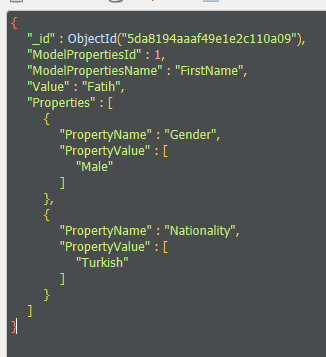 {
"_id" : ObjectId("5da8194aaaf49e1e2c110a09"),
"ModelPropertiesId" : 1,
"ModelPropertiesName" : "FirstName",
"Value" : "Fatih",
"Properties" : [
{
"PropertyName" : "Gender",
"PropertyValue" : [
"Male"
]
},
{
"PropertyName" : "Nationality",
"PropertyValue" : [
"Turkish"
]
}
]
}